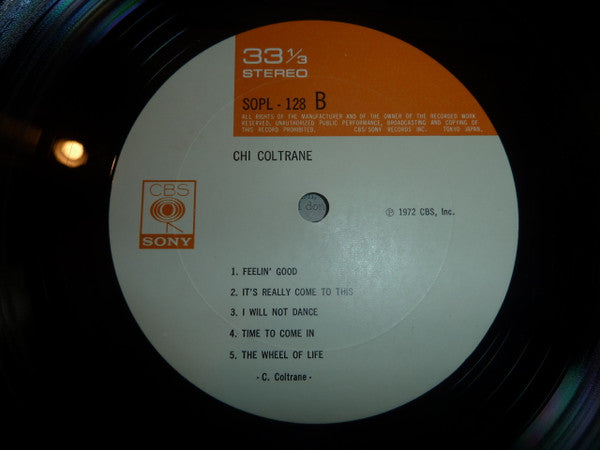 33 1/3
STEREO
SOPL - 128 B
ALL RIGHTS OF THE MANUFACTURER AND OF THE OWNER OF THE RECORDED WORK
RESERVED. UNAUTHORIZED PUBLIC PERFORMANCE, BROADCASTING AND COPYING OF
THIS RECORD PROHIBITED. CBS/SONY RECORDS INC. TOKYO JAPAN.
CHI COLTRANE
CBS
SONY
℗ 1972 CBS, Inc.
1. FEELIN' GOOD
2. IT'S REALLY COME TO THIS
3. I WILL NOT DANCE
4. TIME TO COME IN
5. THE WHEEL OF LIFE
- C. Coltrane -